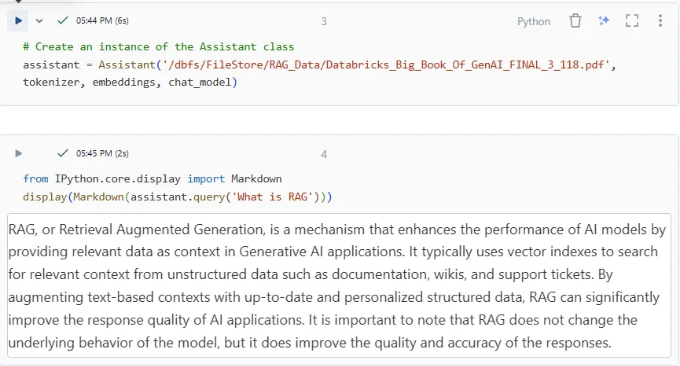 05:44 PM (6s)
3
Python
# Create an instance of the Assistant class
assistant = Assistant('/dbfs/FileStore/RAG_Data/Databricks_Big_Book_Of_GenAI_FINAL_3_118.pdf',
tokenizer, embeddings, chat_model)
05:45 PM (2s)
4
from IPython.core.display import Markdown
display(Markdown(assistant.query('What is RAG')))
RAG, or Retrieval Augmented Generation, is a mechanism that enhances the performance of AI models by
providing relevant data as context in Generative AI applications. It typically uses vector indexes to search
for relevant context from unstructured data such as documentation, wikis, and support tickets. By
augmenting text-based contexts with up-to-date and personalized structured data, RAG can significantly
improve the response quality of AI applications. It is important to note that RAG does not change the
underlying behavior of the model, but it does improve the quality and accuracy of the responses.